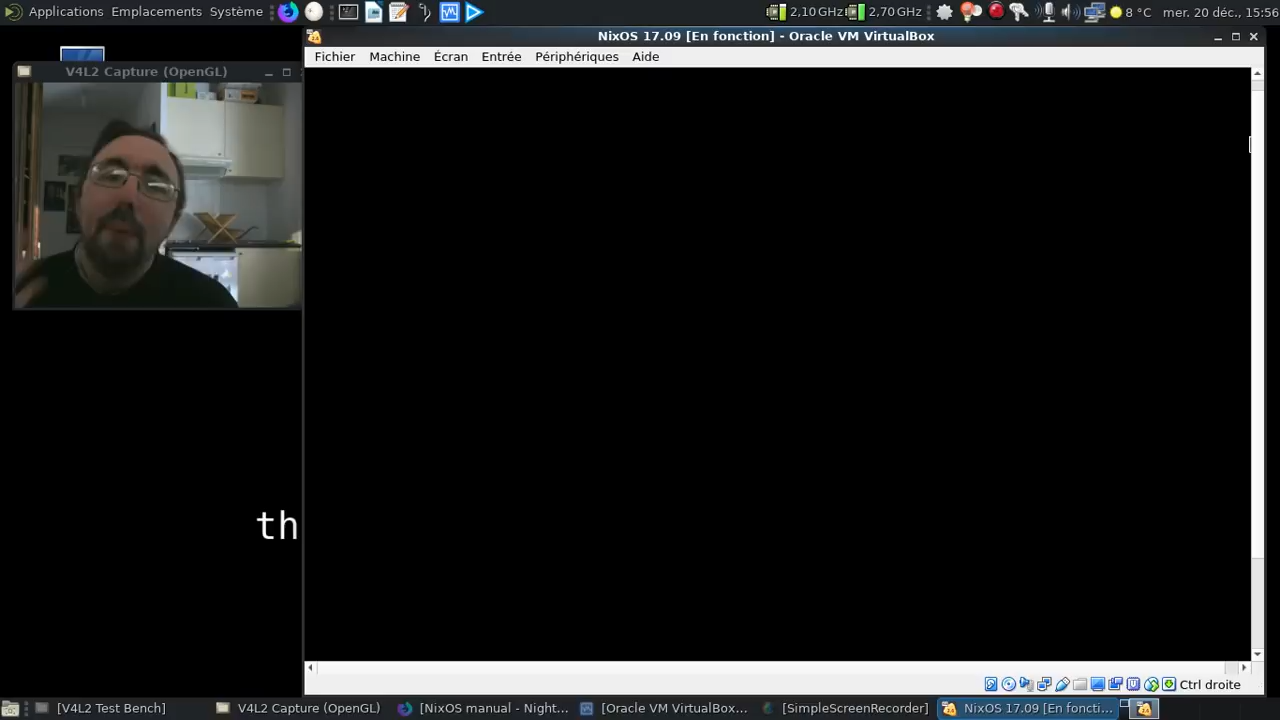 Applications Emplacements Système 2,10 GHz 2,70 GHz 8 °C mer. 20 déc., 15:56
NixOS 17.09 [En fonction] - Oracle VM VirtualBox
Fichier Machine Écran Entrée Périphériques Aide
V4L2 Capture (OpenGL)
th
Ctrl droite
[V4L2 Test Bench] V4L2 Capture (OpenGL) [NixOS manual - Night... [Oracle VM VirtualBox... [SimpleScreenRecorder] NixOS 17.09 [En foncti...